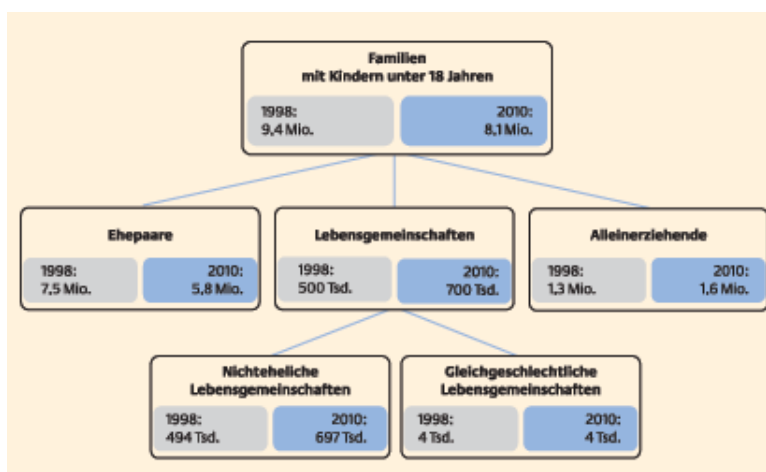 Familien
mit Kindern unter 18 Jahren
1998:
9,4 Mio.
2010:
8,1 Mio.
Ehepaare
1998:
7,5 Mio.
2010:
5,8 Mio.
Lebensgemeinschaften
1998:
500 Tsd.
2010:
700 Tsd.
Alleinerziehende
1998:
1,3 Mio.
2010:
1,6 Mio.
Nichteheliche
Lebensgemeinschaften
1998:
494 Tsd.
2010:
697 Tsd.
Gleichgeschlechtliche
Lebensgemeinschaften
1998:
4 Tsd.
2010:
4 Tsd.